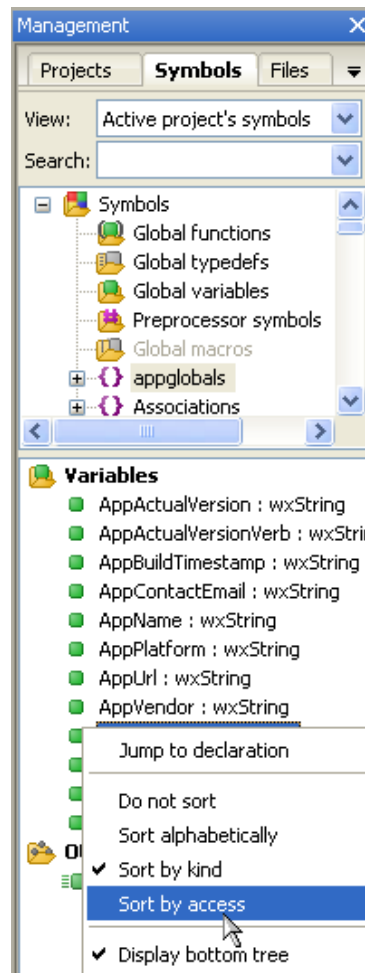 Management
Projects Symbols Files
View: Active project's symbols
Search:
Symbols
Global functions
Global typedefs
Global variables
Preprocessor symbols
Global macros
{} appglobals
{} Associations
Variables
AppActualVersion : wxString
AppActualVersionVerb : wxStri
AppBuildTimestamp : wxString
AppContactEmail : wxString
AppName : wxString
AppPlatform : wxString
AppUrl : wxString
AppVendor : wxString
Jump to declaration
Do not sort
Sort alphabetically
Sort by kind
Sort by access
Display bottom tree